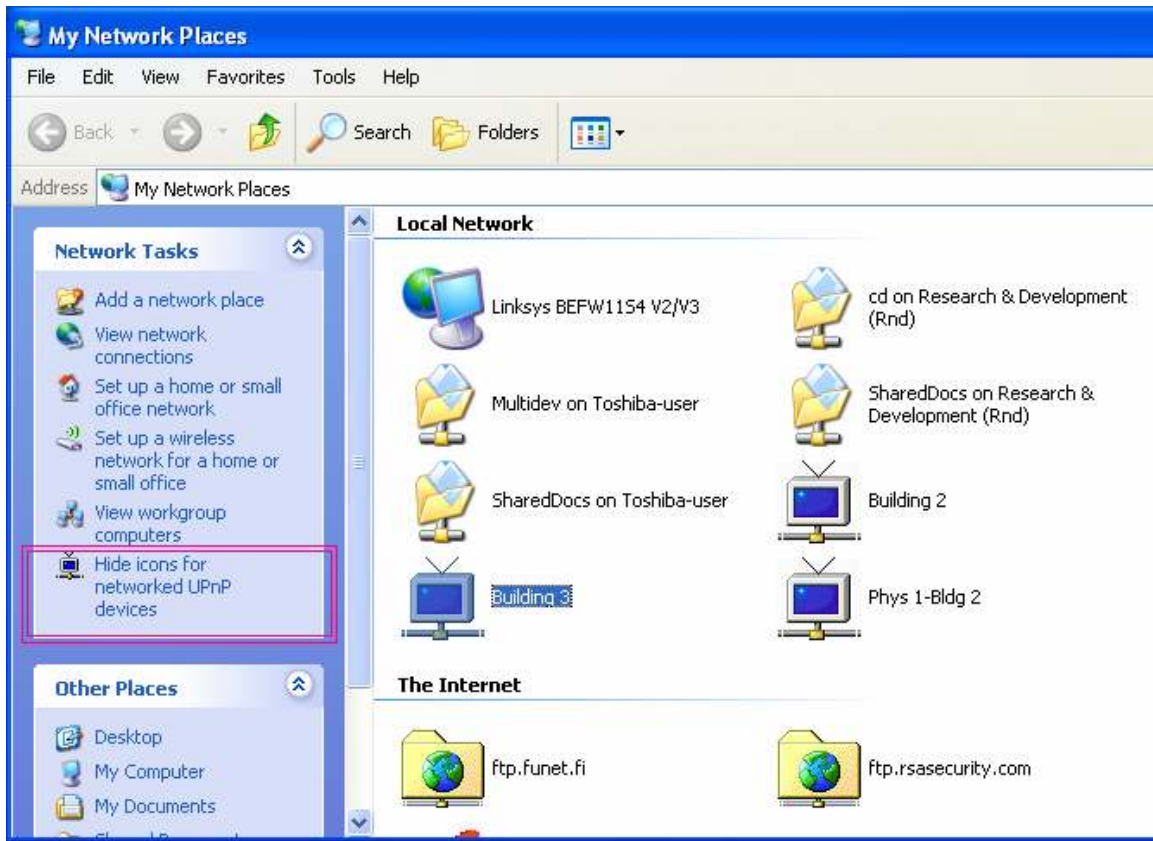 My Network Places
File Edit View Favorites Tools Help
Back Search Folders
Address My Network Places
Network Tasks
Add a network place
View network
connections
Set up a home or small
office network
Set up a wireless
network for a home or
small office
View workgroup
computers
Hide icons for
networked UPnP
devices
Other Places
Desktop
My Computer
My Documents
Local Network
Linksys BEFW11S4 V2/V3
cd on Research & Development
(Rnd)
Multidev on Toshiba-user
SharedDocs on Research &
Development (Rnd)
SharedDocs on Toshiba-user
Building 2
Building 3
Phys 1-Bldg 2
The Internet
ftp.funet.fi
ftp.rsasecurity.com